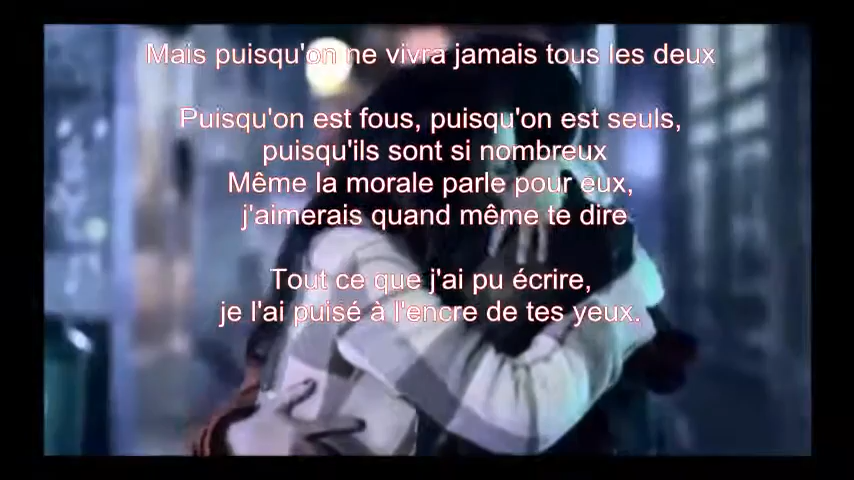 Mais puisqu'on ne vivra jamais tous les deux
Puisqu'on est fous, puisqu'on est seuls,
puisqu'ils sont si nombreux
Même la morale parle pour eux,
j'aimerais quand même te dire
Tout ce que j'ai pu écrire,
je l'ai puisé à l'encre de tes yeux.